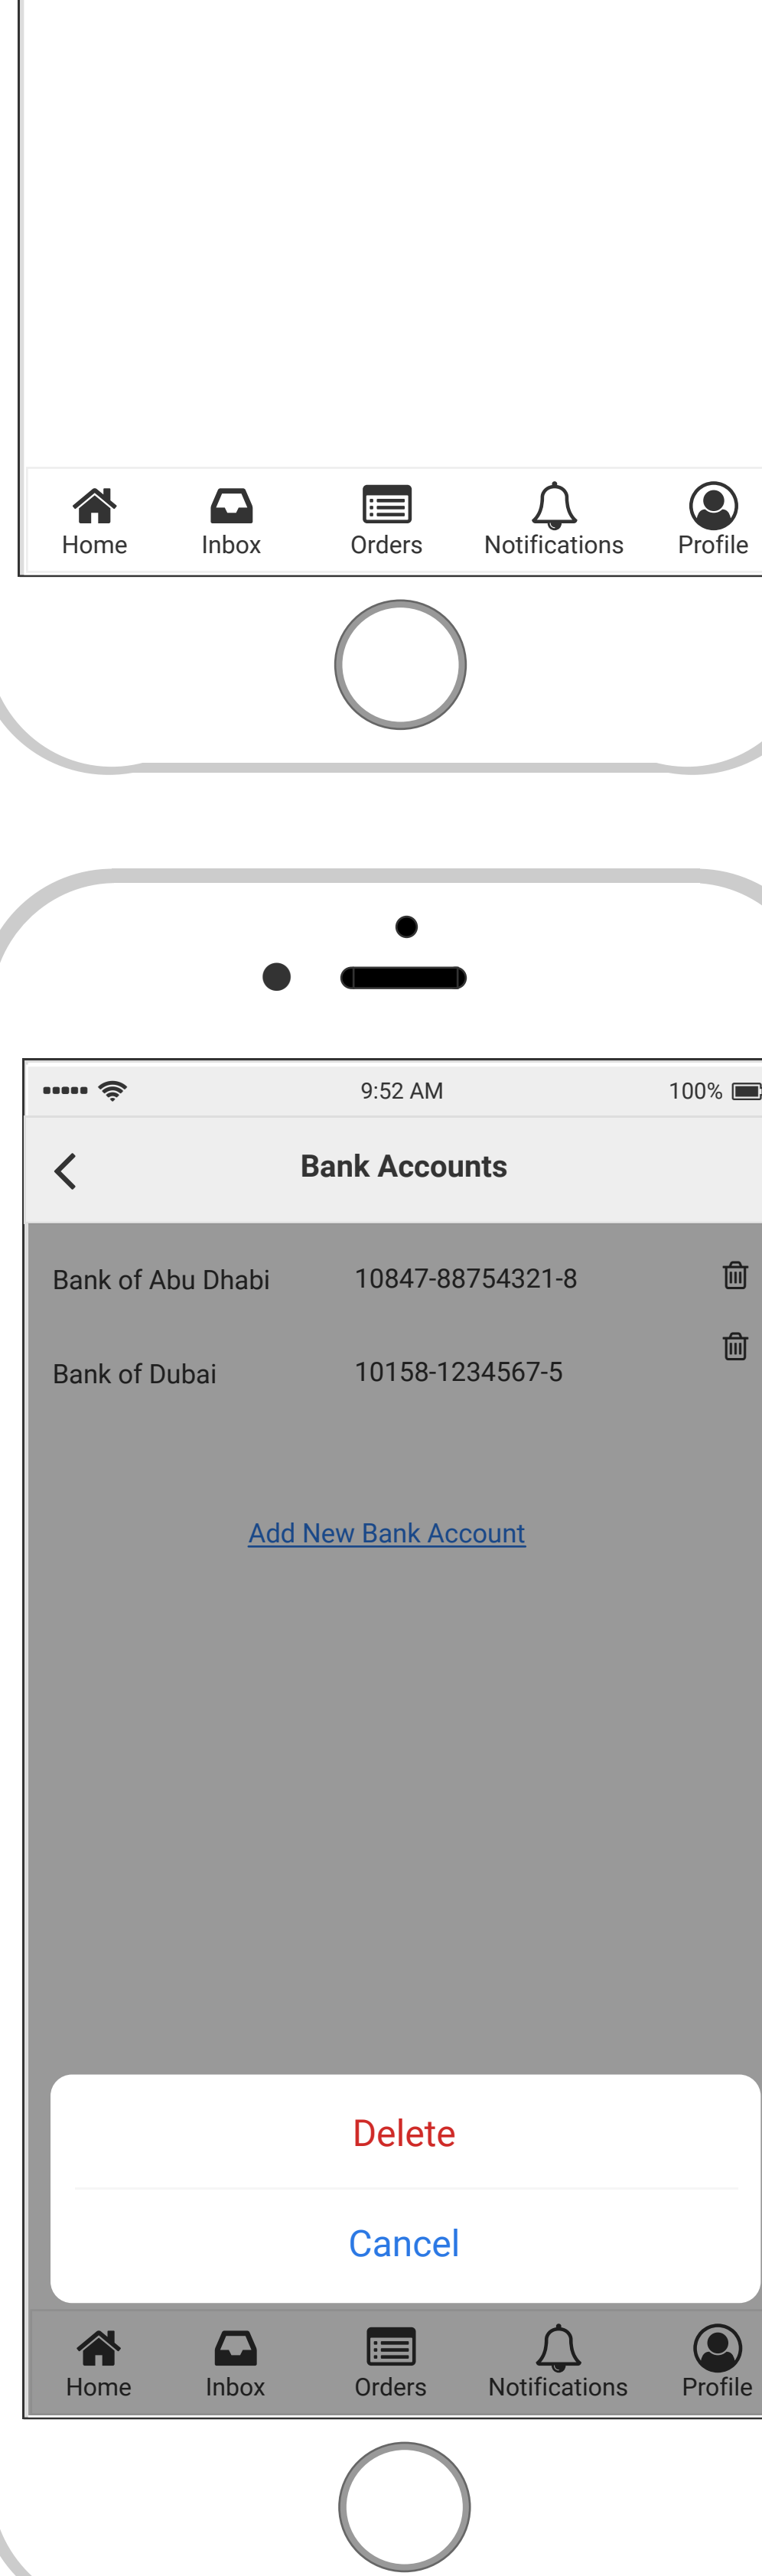 Home Inbox Orders Notifications Profile
9:52 AM 100%
Bank Accounts
Bank of Abu Dhabi 10847-88754321-8
Bank of Dubai 10158-1234567-5
Add New Bank Account
Delete
Cancel
Home Inbox Orders Notifications Profile